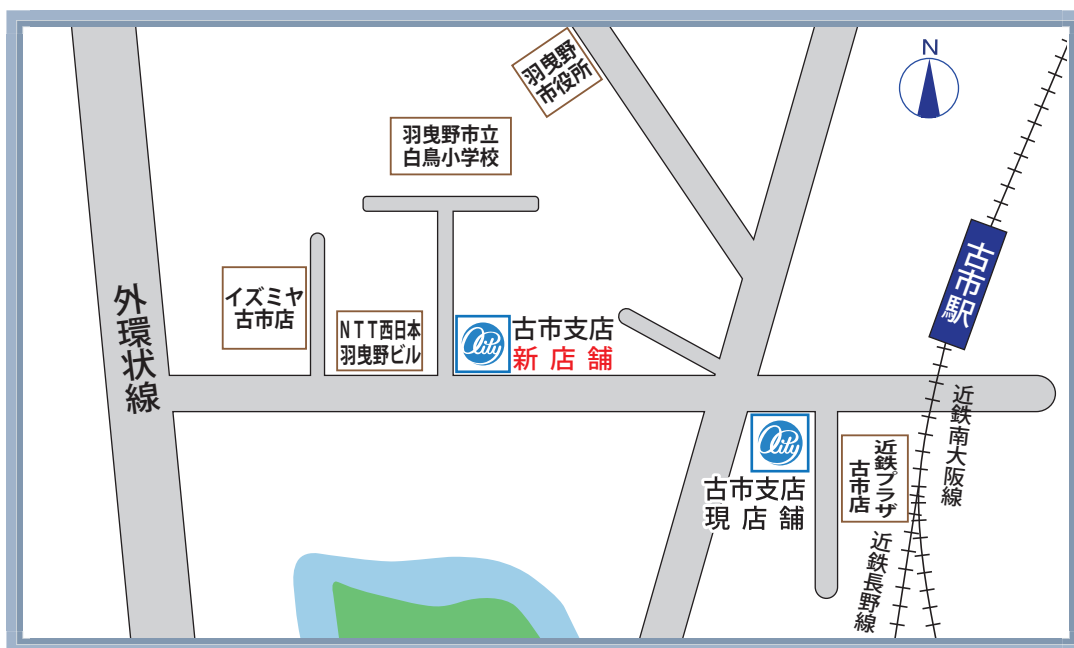 N
羽曳野
市役所
羽曳野市立
白鳥小学校
古市駅
外環状線
イズミヤ
古市店
NTT西日本
羽曳野ビル
City
古市支店
新店舗
City
古市支店
現店舗
近鉄プラザ
古市店
近鉄南大阪線
近鉄長野線